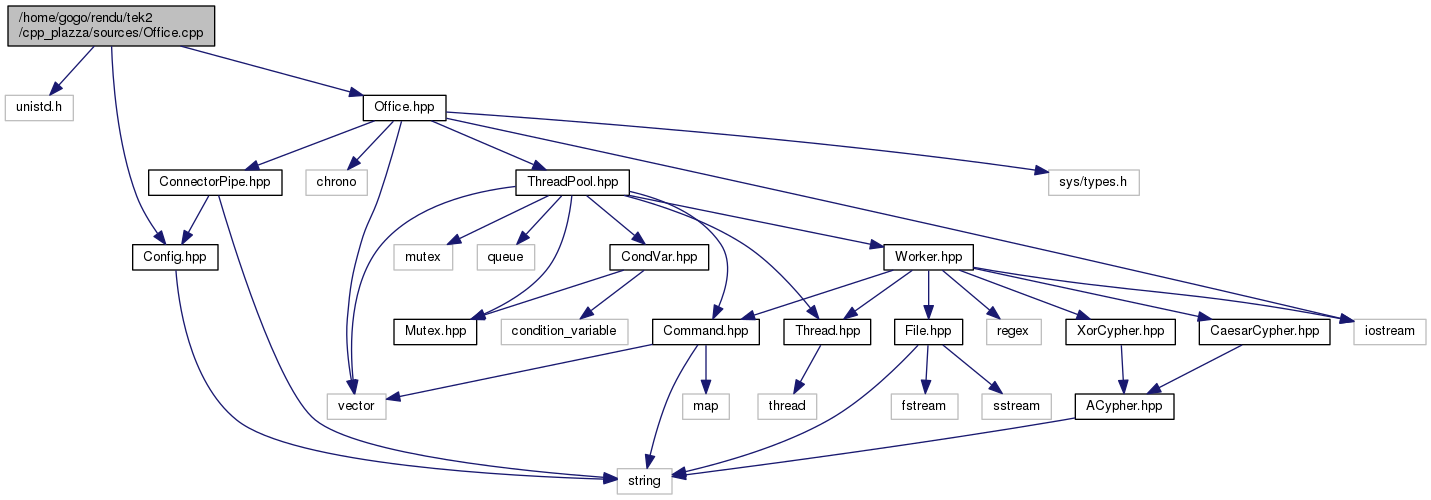 /home/gogo/rendu/tek2
/cpp_plazza/sources/Office.cpp
unistd.h
Office.hpp
ConnectorPipe.hpp
chrono
ThreadPool.hpp
sys/types.h
Config.hpp
mutex
queue
CondVar.hpp
Worker.hpp
Mutex.hpp
condition_variable
Command.hpp
Thread.hpp
File.hpp
regex
XorCypher.hpp
CaesarCypher.hpp
iostream
vector
map
thread
fstream
sstream
ACypher.hpp
string